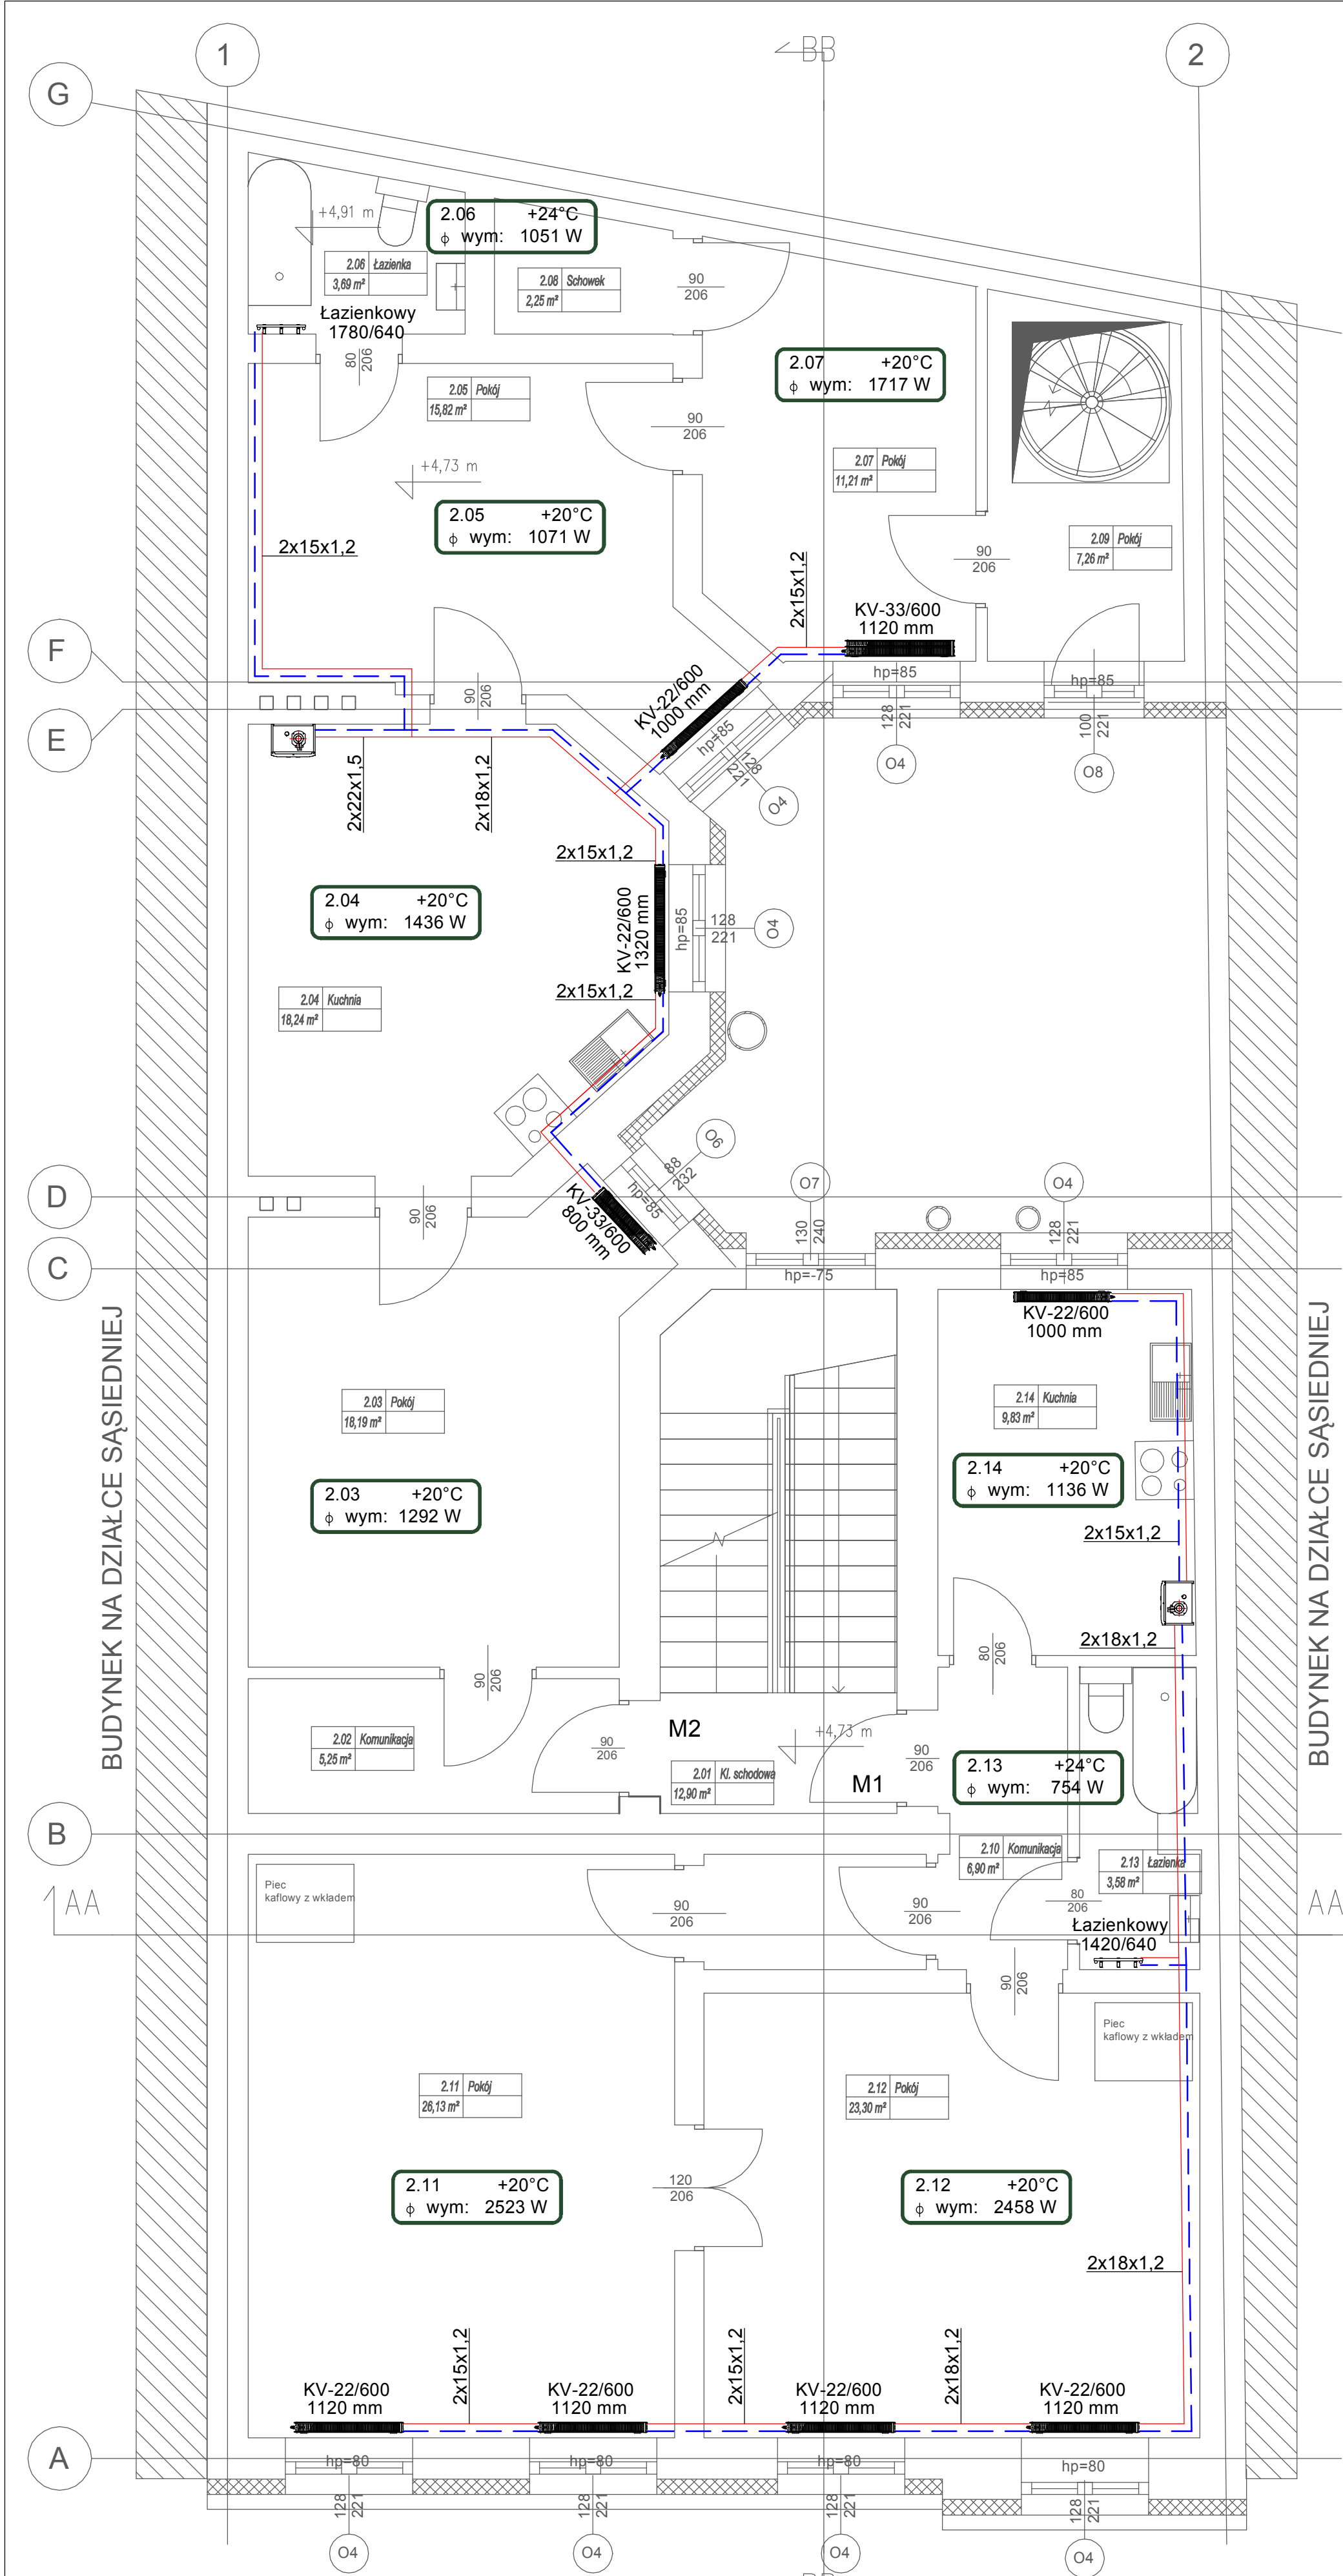 1
BB
2
G
+4,91 m
2.06 +24°C
ϕ wym: 1051 W
2.06 Łazienka
3,69 m²
2.08 Schowek
2,25 m²
90
206
Łazienkowy
1780/640
80
206
2.07 +20°C
ϕ wym: 1717 W
2.05 Pokój
15,82 m²
90
206
+4,73 m
2.07 Pokój
11,21 m²
2.05 +20°C
ϕ wym: 1071 W
2x15x1,2
2x15x1,2
90
206
2.09 Pokój
7,26 m²
KV-33/600
1120 mm
F
hp=85
hp=85
90
206
KV-22/600
1000 mm
hp=85
128
221
O4
128
221
O4
100
221
O8
E
2x22x1,5
2x18x1,2
2x15x1,2
2.04 +20°C
ϕ wym: 1436 W
KV-22/600
1320 mm
hp=85
128
221
O4
2x15x1,2
2.04 Kuchnia
18,24 m²
O6
88
232
hp=85
D
O7
O4
KV-33/600
800 mm
90
206
130
240
128
221
C
hp=-75
hp=85
KV-22/600
1000 mm
BUDYNEK NA DZIAŁCE SĄSIEDNIEJ
BUDYNEK NA DZIAŁCE SĄSIEDNIEJ
2.03 Pokój
18,19 m²
2.14 Kuchnia
9,83 m²
2.03 +20°C
ϕ wym: 1292 W
2.14 +20°C
ϕ wym: 1136 W
2x15x1,2
2x18x1,2
90
206
80
206
2.02 Komunikacja
5,25 m²
90
206
M2
+4,73 m
90
206
2.01 Kl. schodowa
12,90 m²
M1
2.13 +24°C
ϕ wym: 754 W
B
2.10 Komunikacja
6,90 m²
2.13 Łazienka
3,58 m²
AA
AA
Piec
kaflowy z wkładem
90
206
90
206
80
206
Łazienkowy
1420/640
90
206
Piec
kaflowy z wkładem
2.11 Pokój
26,13 m²
2.12 Pokój
23,30 m²
120
206
2.11 +20°C
ϕ wym: 2523 W
2.12 +20°C
ϕ wym: 2458 W
2x18x1,2
2x15x1,2
2x15x1,2
2x18x1,2
KV-22/600
1120 mm
KV-22/600
1120 mm
KV-22/600
1120 mm
KV-22/600
1120 mm
A
hp=80
hp=80
hp=80
hp=80
128
221
128
221
128
221
128
221
O4
O4
O4
O4